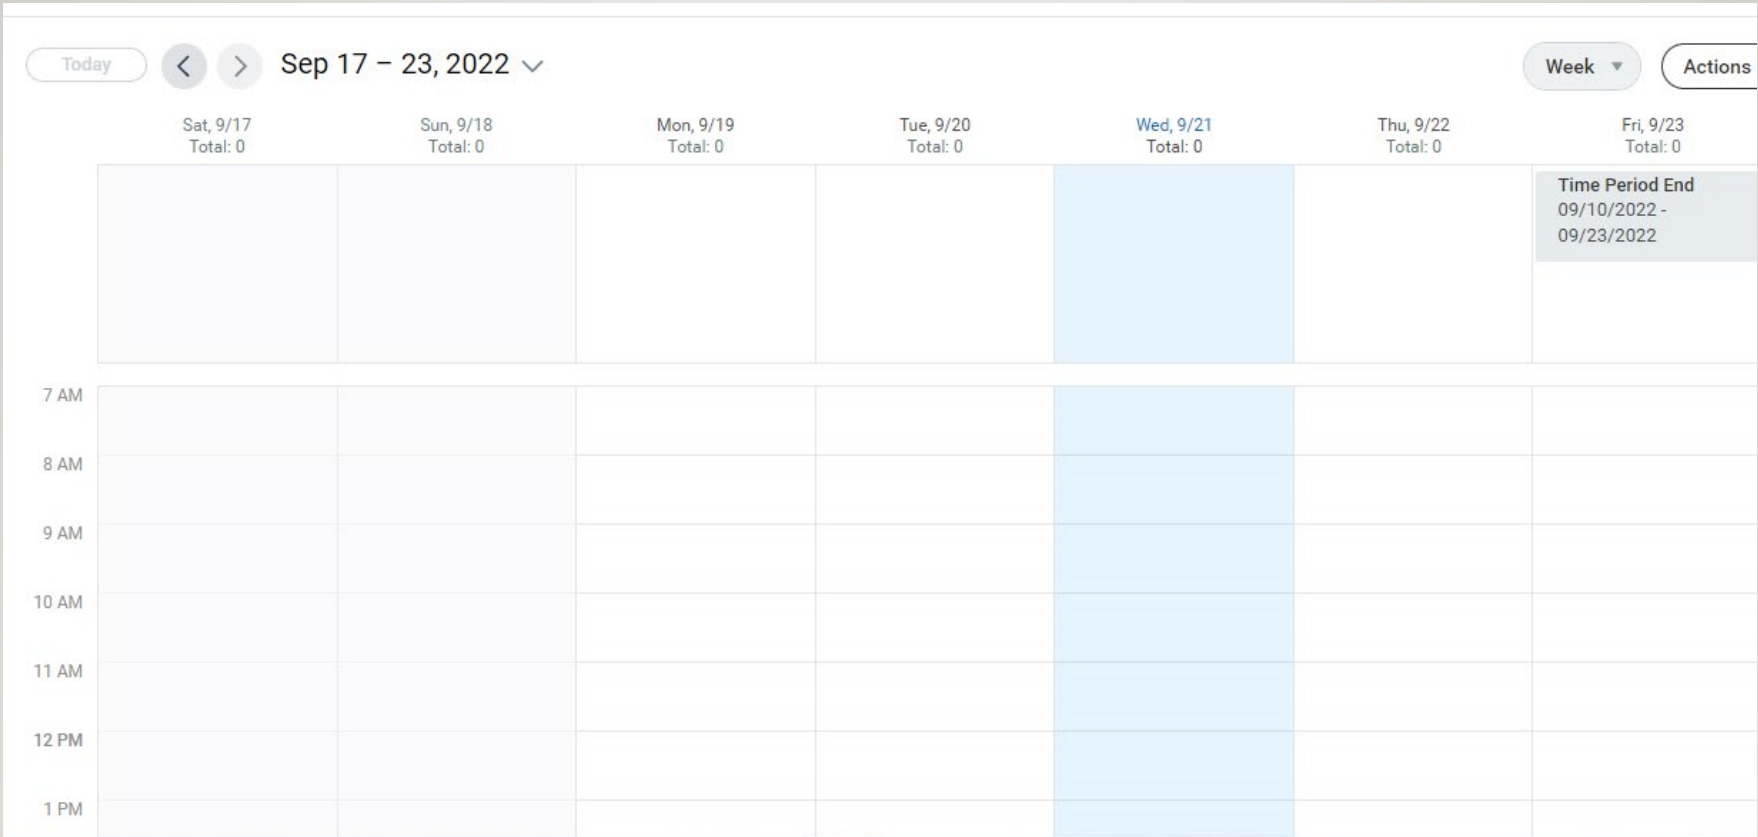 Today
Sep 17 – 23, 2022
Week
Actions
Sat, 9/17
Total: 0
Sun, 9/18
Total: 0
Mon, 9/19
Total: 0
Tue, 9/20
Total: 0
Wed, 9/21
Total: 0
Thu, 9/22
Total: 0
Fri, 9/23
Total: 0
Time Period End
09/10/2022 -
09/23/2022
7 AM
8 AM
9 AM
10 AM
11 AM
12 PM
1 PM